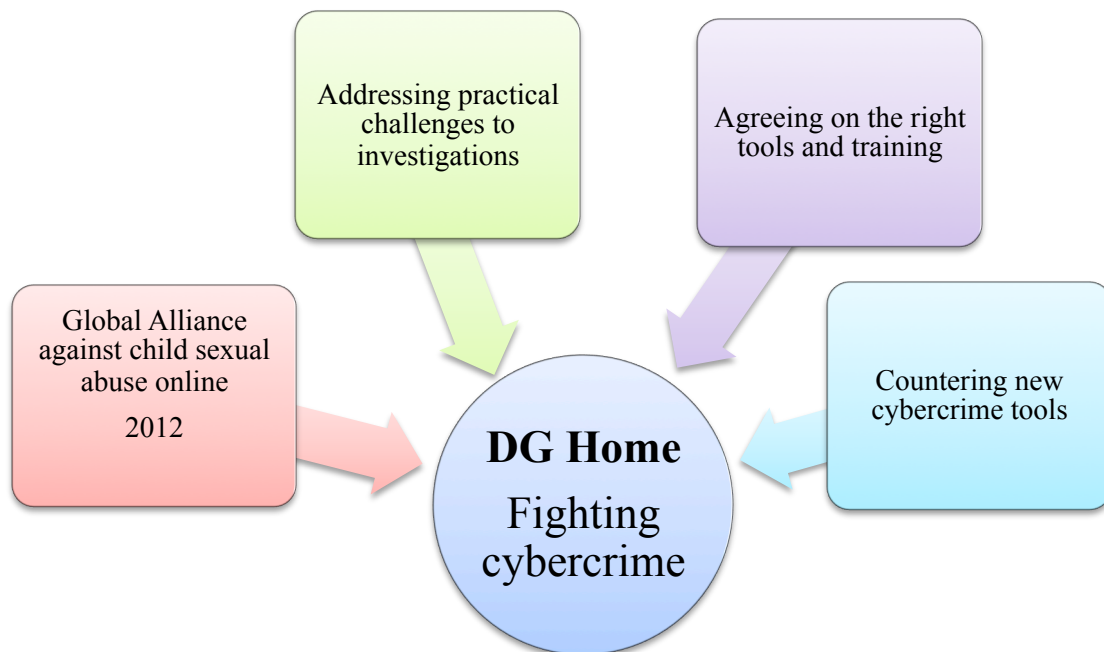 Addressing practical
challenges to
investigations
Agreeing on the right
tools and training
Global Alliance
against child sexual
abuse online
2012
Countering new
cybercrime tools
DG Home
Fighting
cybercrime